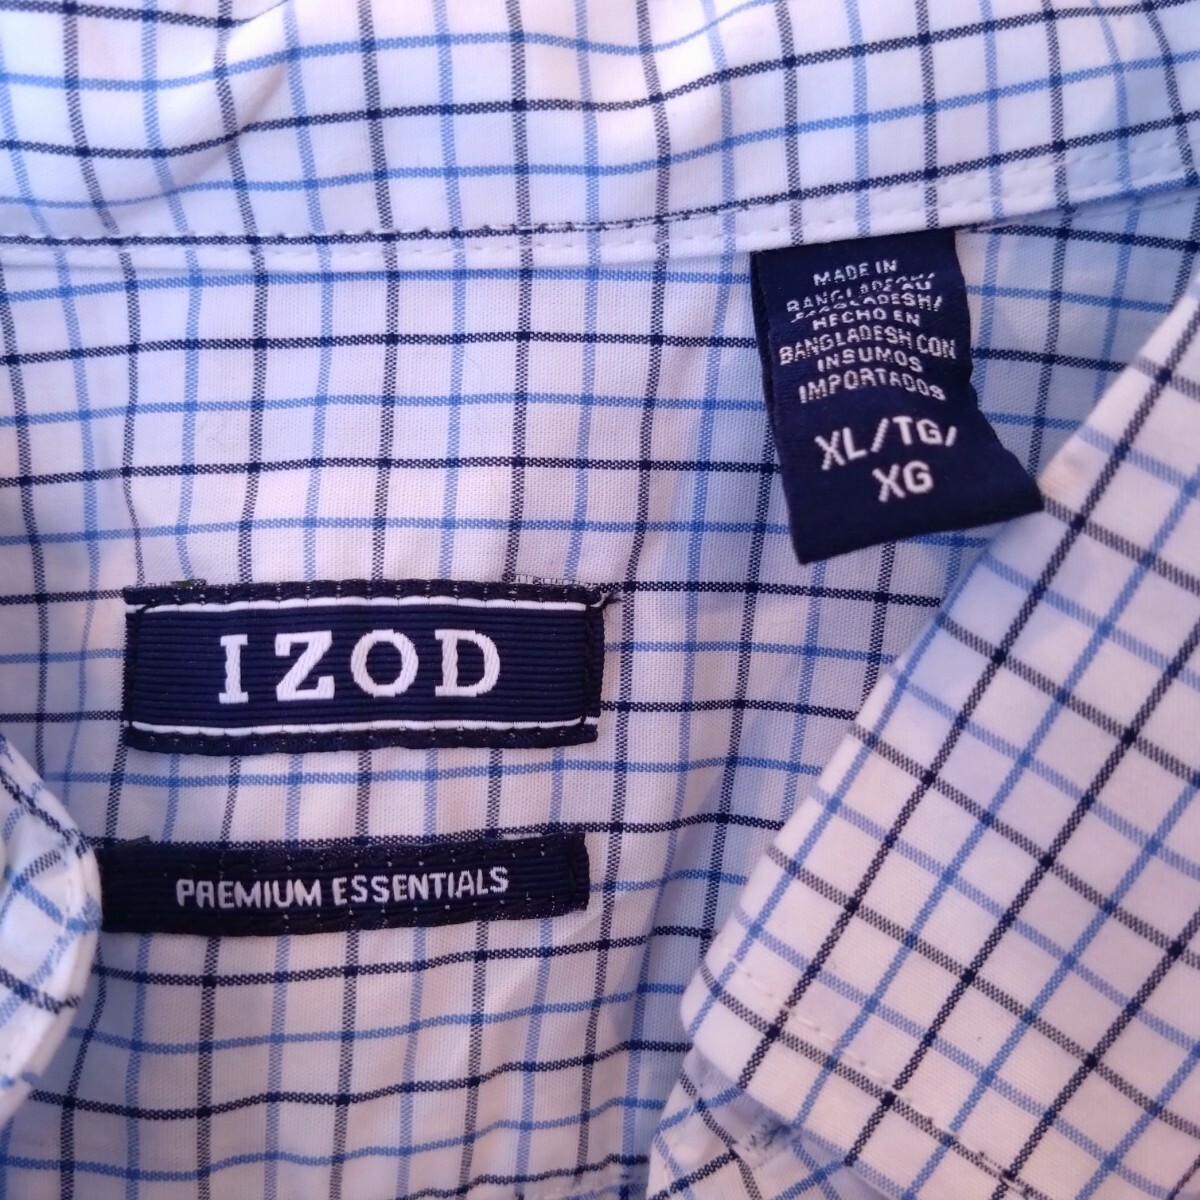 MADE IN
BANGLADESH/
HECHO EN
BANGLADESH CON
INSUMOS
IMPORTADOS
XL/TG/
XG
IZOD
PREMIUM ESSENTIALS